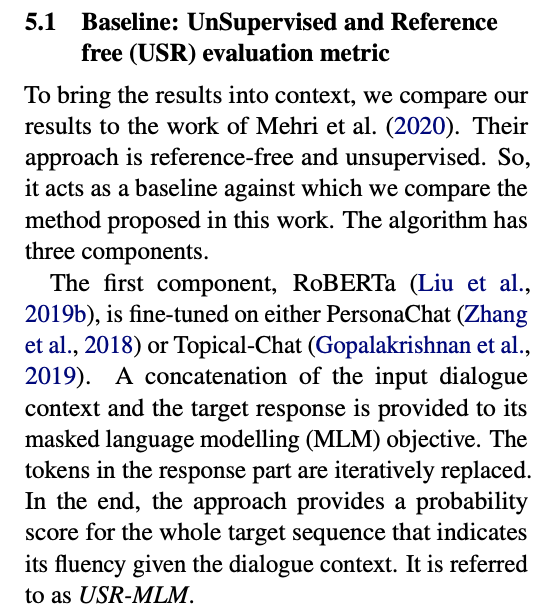 5.1 Baseline: UnSupervised and Reference
free (USR) evaluation metric
To bring the results into context, we compare our
results to the work of Mehri et al. (2020). Their
approach is reference-free and unsupervised. So,
it acts as a baseline against which we compare the
method proposed in this work. The algorithm has
three components.
The first component, RoBERTa (Liu et al.,
2019b), is fine-tuned on either PersonaChat (Zhang
et al., 2018) or Topical-Chat (Gopalakrishnan et al.,
2019). A concatenation of the input dialogue
context and the target response is provided to its
masked language modelling (MLM) objective. The
tokens in the response part are iteratively replaced.
In the end, the approach provides a probability
score for the whole target sequence that indicates
its fluency given the dialogue context. It is referred
to as USR-MLM.